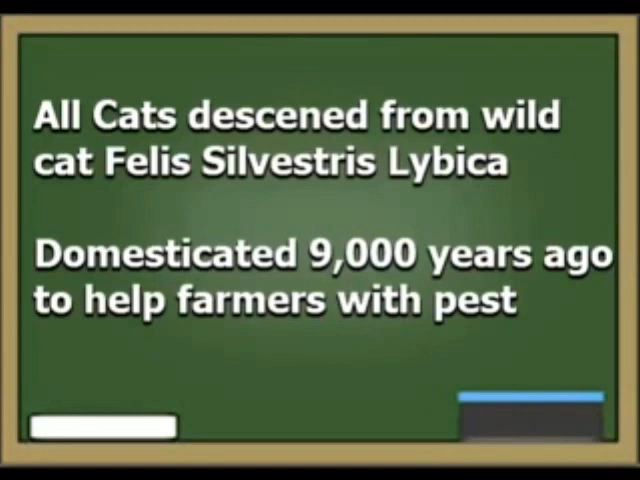 All Cats descened from wild
cat Felis Silvestris Lybica
Domesticated 9,000 years ago
to help farmers with pest